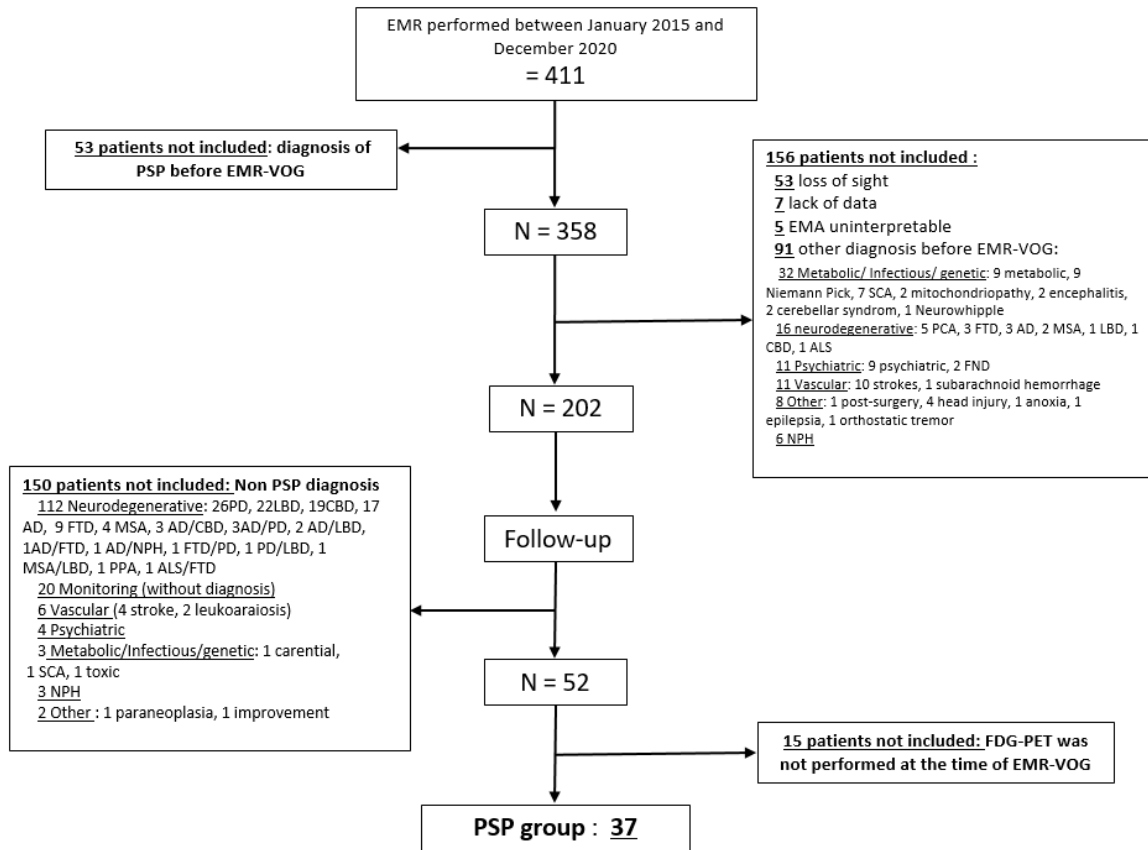 EMR performed between January 2015 and
December 2020
= 411
53 patients not included: diagnosis of
PSP before EMR-VOG
156 patients not included :
53 loss of sight
7 lack of data
5 EMA uninterpretable
91 other diagnosis before EMR-VOG:
32 Metabolic/ Infectious/ genetic: 9 metabolic, 9
Niemann Pick, 7 SCA, 2 mitochondriopathy, 2 encephalitis,
2 cerebellar syndrom, 1 Neurowhipple
16 neurodegenerative: 5 PCA, 3 FTD, 3 AD, 2 MSA, 1 LBD, 1
CBD, 1 ALS
11 Psychiatric: 9 psychiatric, 2 FND
11 Vascular: 10 strokes, 1 subarachnoid hemorrhage
8 Other: 1 post-surgery, 4 head injury, 1 anoxia, 1
epilepsia, 1 orthostatic tremor
6 NPH
N = 358
N = 202
150 patients not included: Non PSP diagnosis
112 Neurodegenerative: 26PD, 22LBD, 19CBD, 17
AD, 9 FTD, 4 MSA, 3 AD/CBD, 3AD/PD, 2 AD/LBD,
1AD/FTD, 1 AD/NPH, 1 FTD/PD, 1 PD/LBD, 1
MSA/LBD, 1 PPA, 1 ALS/FTD
20 Monitoring (without diagnosis)
6 Vascular (4 stroke, 2 leukoaraiosis)
4 Psychiatric
3 Metabolic/Infectious/genetic: 1 carential,
1 SCA, 1 toxic
3 NPH
2 Other : 1 paraneoplasia, 1 improvement
Follow-up
N = 52
15 patients not included: FDG-PET was
not performed at the time of EMR-VOG
PSP group : 37